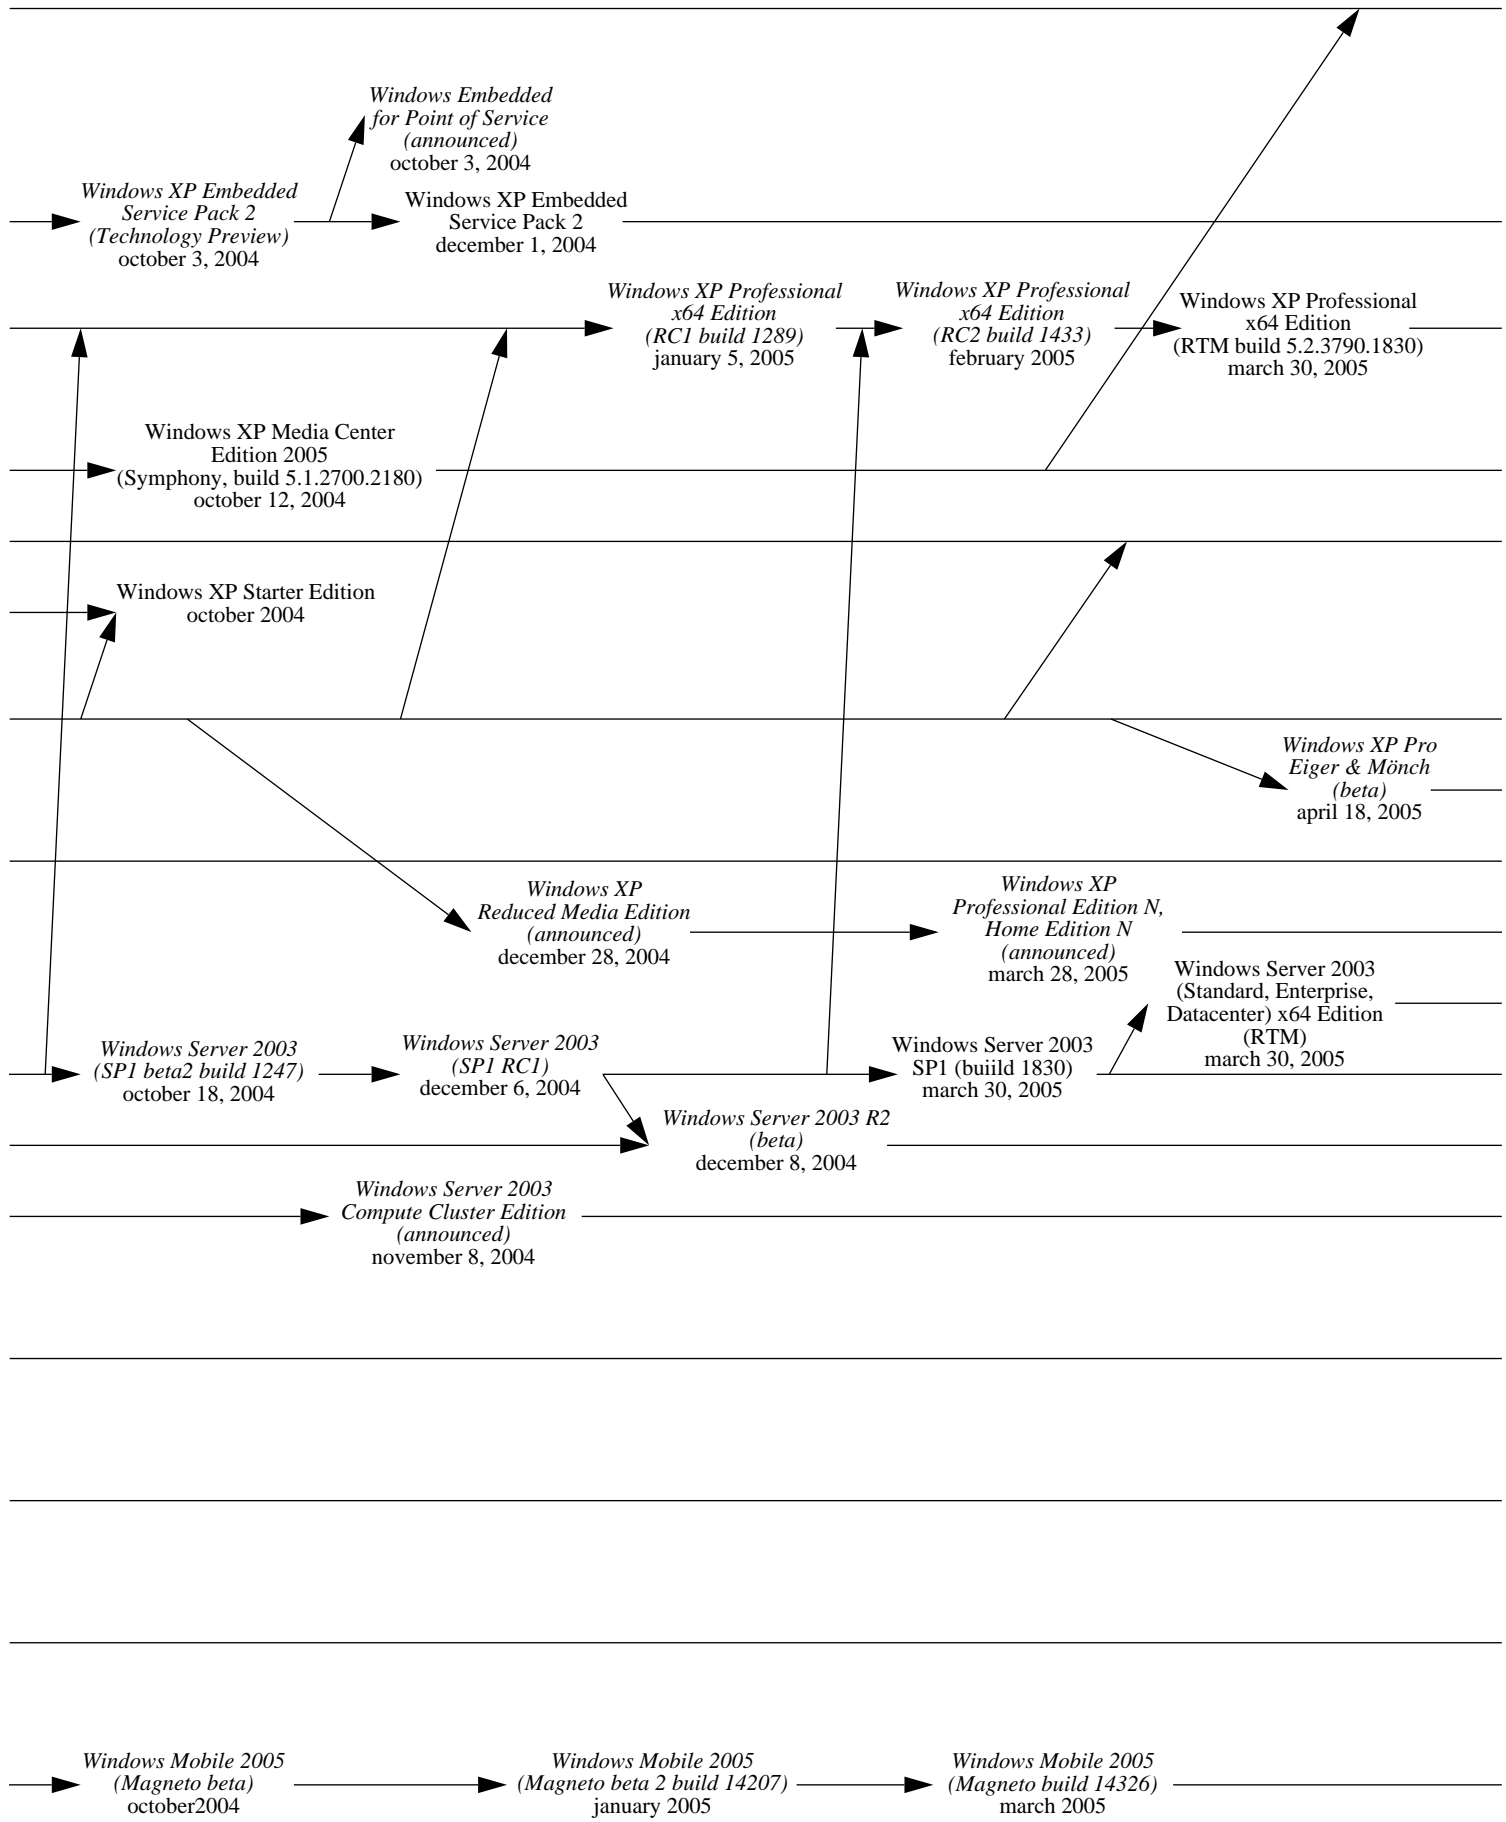 Windows Embedded
for Point of Service
(announced)
october 3, 2004
Windows XP Embedded
Service Pack 2
(Technology Preview)
october 3, 2004
Windows XP Embedded
Service Pack 2
december 1, 2004
Windows XP Professional
x64 Edition
(RC1 build 1289)
january 5, 2005
Windows XP Professional
x64 Edition
(RC2 build 1433)
february 2005
Windows XP Professional
x64 Edition
(RTM build 5.2.3790.1830)
march 30, 2005
Windows XP Media Center
Edition 2005
(Symphony, build 5.1.2700.2180)
october 12, 2004
Windows XP Starter Edition
october 2004
Windows XP Pro
Eiger & Mönch
(beta)
april 18, 2005
Windows XP
Reduced Media Edition
(announced)
december 28, 2004
Windows XP
Professional Edition N,
Home Edition N
(announced)
march 28, 2005
Windows Server 2003
(Standard, Enterprise,
Datacenter) x64 Edition
(RTM)
march 30, 2005
Windows Server 2003
(SP1 beta2 build 1247)
october 18, 2004
Windows Server 2003
(SP1 RC1)
december 6, 2004
Windows Server 2003
SP1 (buiild 1830)
march 30, 2005
Windows Server 2003 R2
(beta)
december 8, 2004
Windows Server 2003
Compute Cluster Edition
(announced)
november 8, 2004
Windows Mobile 2005
(Magneto beta)
october2004
Windows Mobile 2005
(Magneto beta 2 build 14207)
january 2005
Windows Mobile 2005
(Magneto build 14326)
march 2005